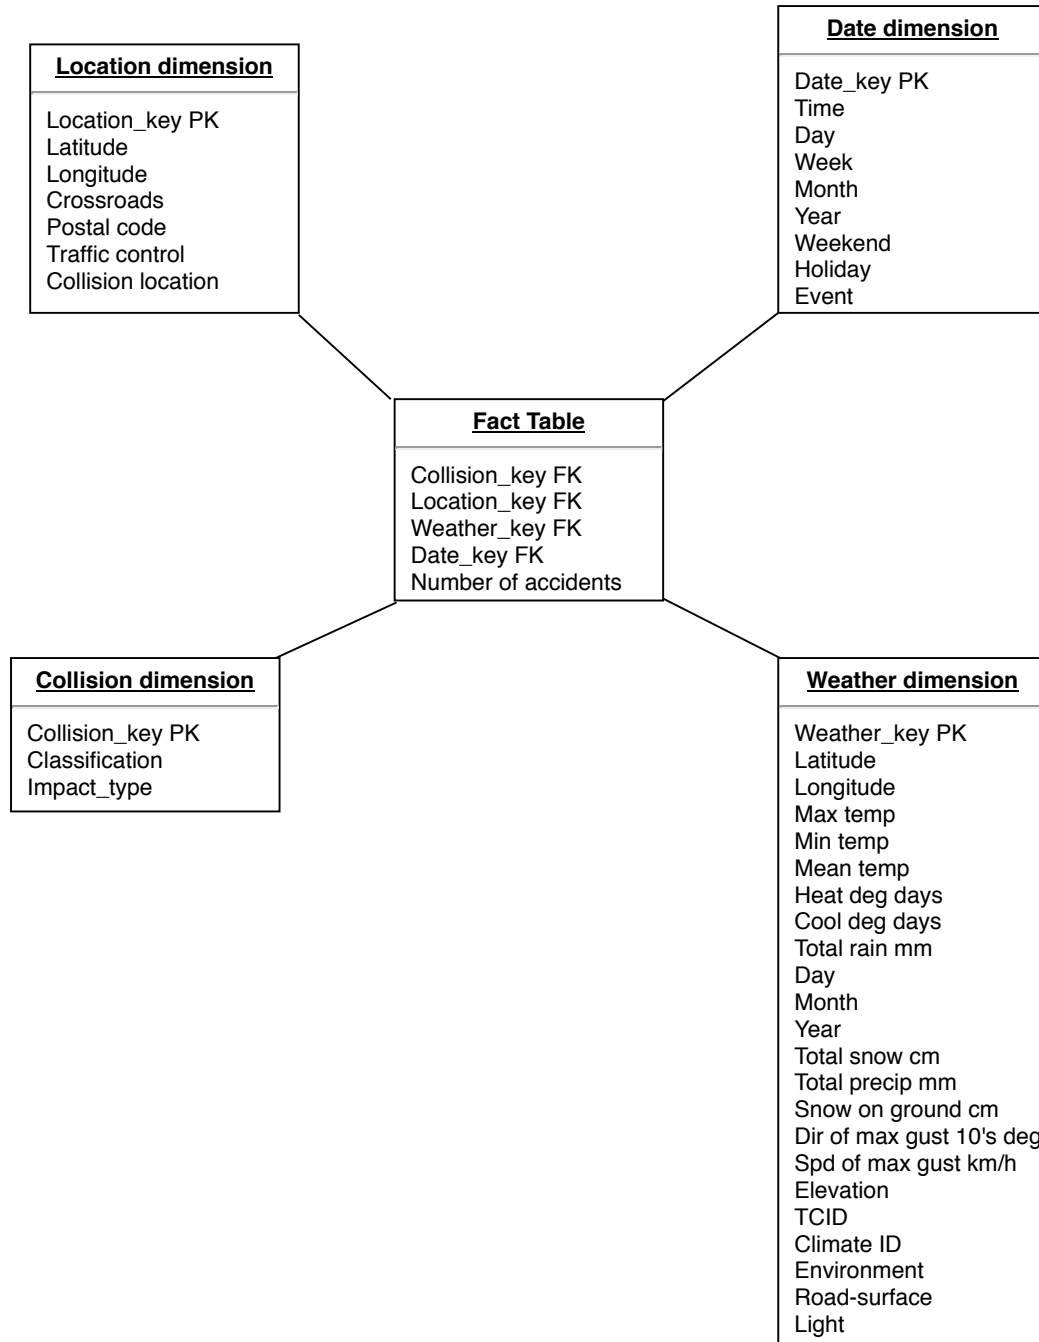 Location dimension
Location_key PK
Latitude
Longitude
Crossroads
Postal code
Traffic control
Collision location
Date dimension
Date_key PK
Time
Day
Week
Month
Year
Weekend
Holiday
Event
Fact Table
Collision_key FK
Location_key FK
Weather_key FK
Date_key FK
Number of accidents
Collision dimension
Collision_key PK
Classification
Impact_type
Weather dimension
Weather_key PK
Latitude
Longitude
Max temp
Min temp
Mean temp
Heat deg days
Cool deg days
Total rain mm
Day
Month
Year
Total snow cm
Total precip mm
Snow on ground cm
Dir of max gust 10's deg
Spd of max gust km/h
Elevation
TCID
Climate ID
Environment
Road-surface
Light